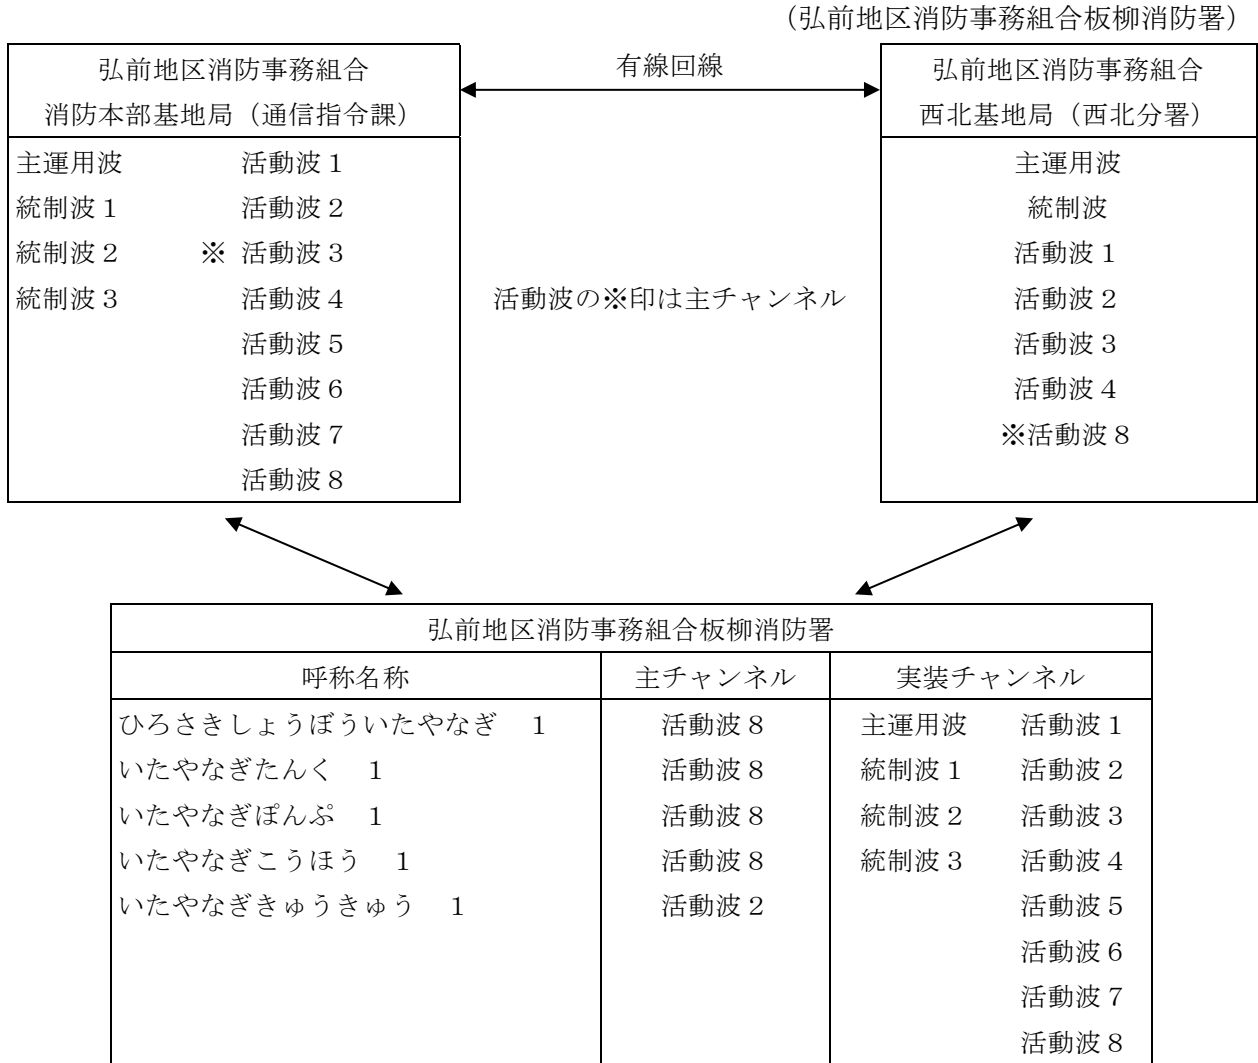 （弘前地区消防事務組合板柳消防署）
弘前地区消防事務組合
消防本部基地局（通信指令課）
主運用波　活動波１
統制波１　活動波２
統制波２　※ 活動波３
統制波３　活動波４
活動波５
活動波６
活動波７
活動波８
有線回線
活動波の※印は主チャンネル
弘前地区消防事務組合
西北基地局（西北分署）
主運用波
統制波
活動波１
活動波２
活動波３
活動波４
※活動波８
弘前地区消防事務組合板柳消防署
呼称名称　主チャンネル　実装チャンネル
ひろさきしょうぼういたやなぎ　１　活動波８　主運用波　活動波１
いたやなぎたんく　１　活動波８　統制波１　活動波２
いたやなぎぽんぷ　１　活動波８　統制波２　活動波３
いたやなぎこうほう　１　活動波８　統制波３　活動波４
いたやなぎきゅうきゅう　１　活動波２　活動波５
活動波６
活動波７
活動波８